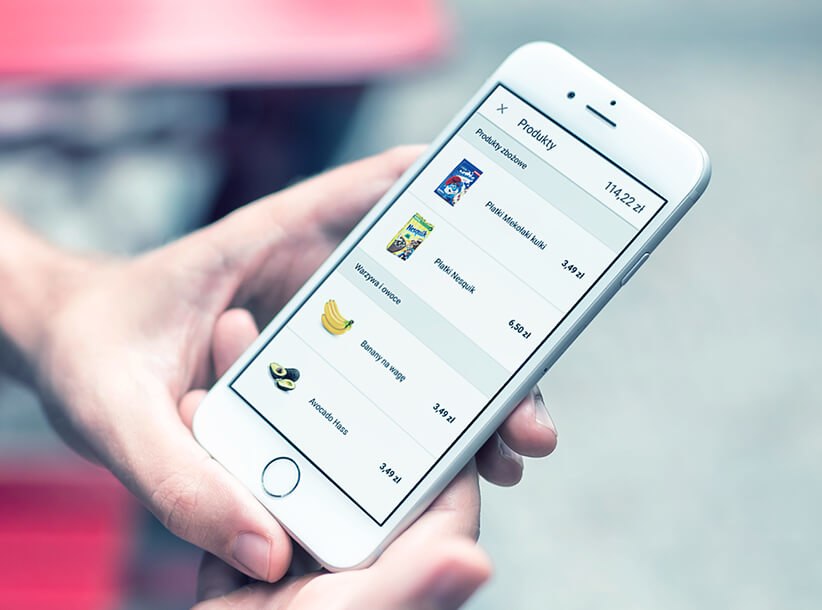 Produkty
114,22 zł
Produkty zbożowe
Płatki Mlekołaki kulki
3,49 zł
Nesquik
Płatki Nesquik
6,50 zł
Warzywa i owoce
Banany na wagę
3,49 zł
Avocado Hass
3,49 zł